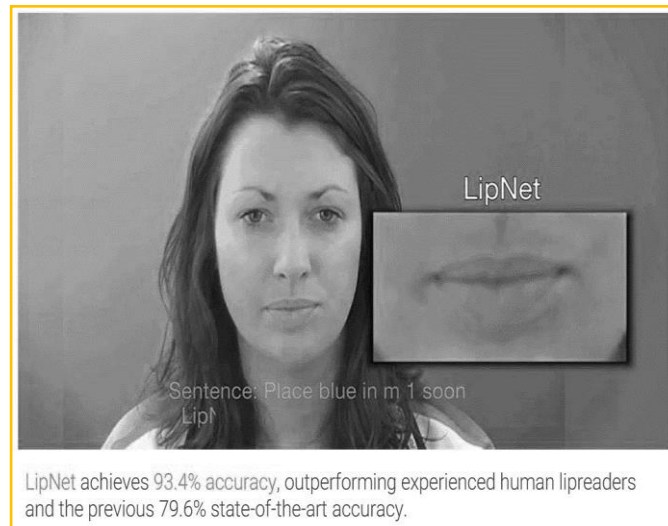 LipNet
Sentence: Place blue in m 1 soon
LipN
LipNet achieves 93.4% accuracy, outperforming experienced human lipreaders
and the previous 79.6% state-of-the-art accuracy.